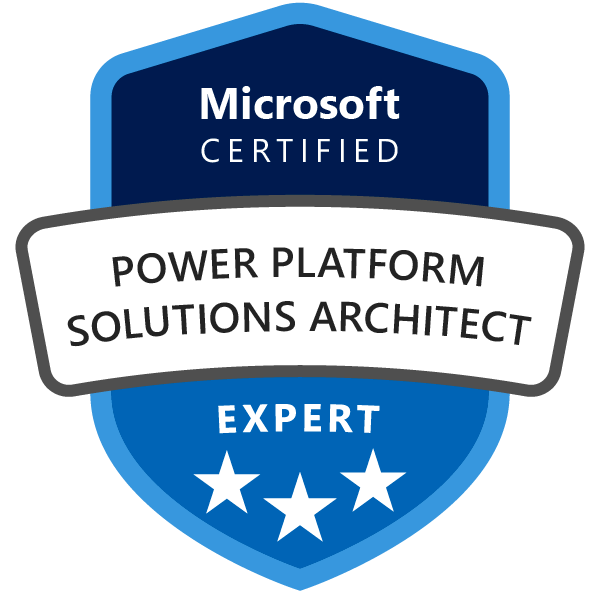 Microsoft
CERTIFIED
POWER PLATFORM
SOLUTIONS ARCHITECT
EXPERT